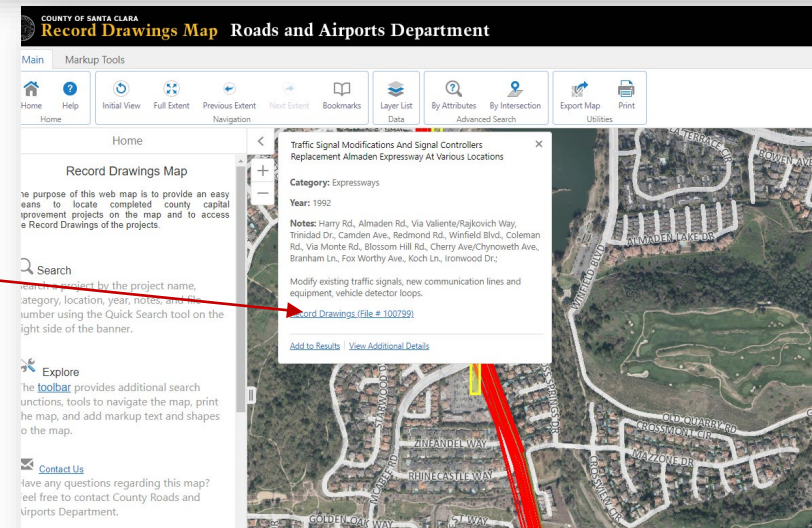 COUNTY OF SANTA CLARA
Record Drawings Map Roads and Airports Department
Main Markup Tools
Home Help Initial View Full Extent Previous Extent Next Extent Bookmarks Layer List By Attributes By Intersection Export Map Print
Home Navigation Data Advanced Search Utilities
Home
Record Drawings Map
he purpose of this web map is to provide an easy
eans to locate completed county capital
provement projects on the map and to access
e Record Drawings of the projects.
Search
earch a project by the project name,
ategory, location, year, notes, and file
umber using the Quick Search tool on the
ight side of the banner.
Explore
he toolbar provides additional search
unctions, tools to navigate the map, print
he map, and add markup text and shapes
o the map.
Contact Us
ave any questions regarding this map?
eel free to contact County Roads and
irports Department.
Traffic Signal Modifications And Signal Controllers
Replacement Almaden Expressway At Various Locations
Category: Expressways
Year: 1992
Notes: Harry Rd., Almaden Rd., Via Valiente/Rajkovich Way,
Trinidad Dr., Camden Ave., Redmond Rd., Winfield Blvd., Coleman
Rd., Via Monte Rd., Blossom Hill Rd., Cherry Ave/Chynoweth Ave.,
Branham Ln., Fox Worthy Ave., Koch Ln., Ironwood Dr.;
Modify existing traffic signals, new communication lines and
equipment, vehicle detector loops.
Record Drawings (File # 100799)
Add to Results View Additional Details
LA TERRACE CIR
BOWEN AVE
ALMADEN LAKE DR
WINFIELD BLVD
OLD QUARRY RD
CROSSMONT CIR
MAZZONE DR
ZINFANDEL WAY
RHINECASTLE WAY
GOLDEN OAK WAY